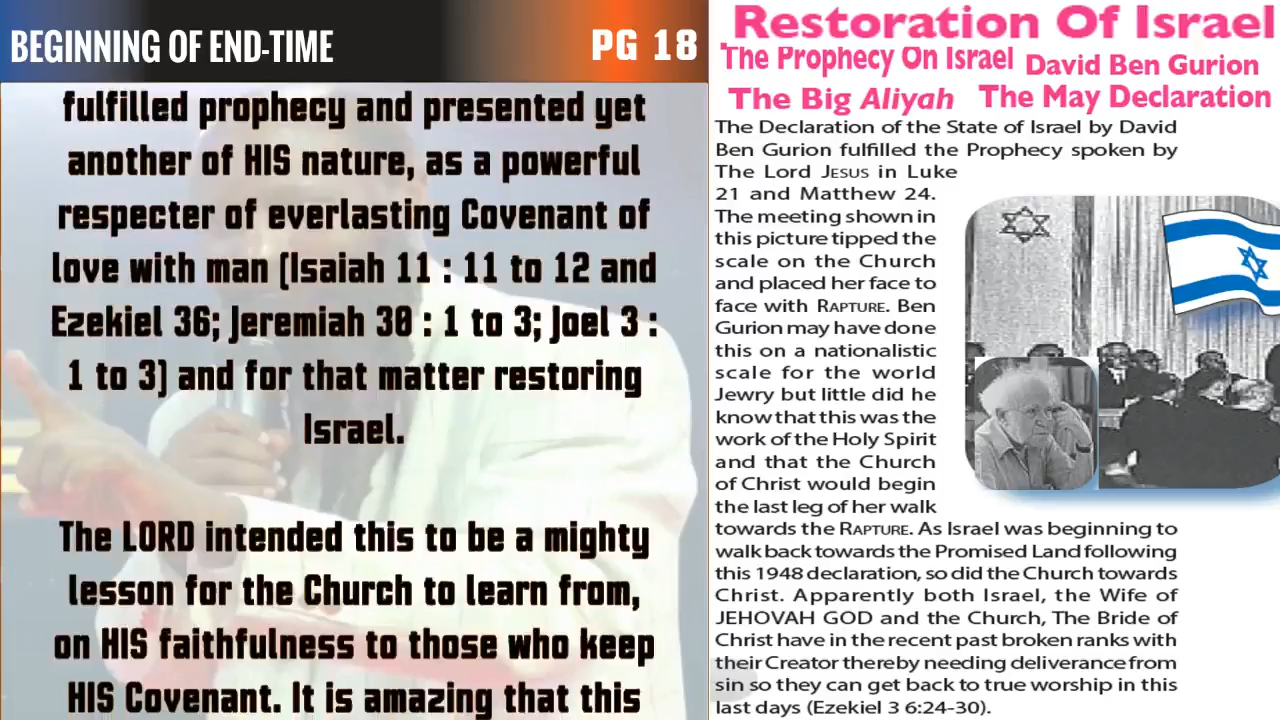 BEGINNING OF END-TIME
PG 18
fulfilled prophecy and presented yet
another of HIS nature, as a powerful
respecter of everlasting Covenant of
love with man (Isaiah 11 : 11 to 12 and
Ezekiel 36; Jeremiah 30 : 1 to 3; Joel 3 :
1 to 3) and for that matter restoring
Israel.
The LORD intended this to be a mighty
lesson for the Church to learn from,
on HIS faithfulness to those who keep
HIS Covenant. It is amazing that this
Restoration Of Israel
The Prophecy On Israel David Ben Gurion
The Big Aliyah The May Declaration
The Declaration of the State of Israel by David
Ben Gurion fulfilled the Prophecy spoken by
The Lord JESUS in Luke
21 and Matthew 24.
The meeting shown in
this picture tipped the
scale on the Church
and placed her face to
face with RAPTURE. Ben
Gurion may have done
this on a nationalistic
scale for the world
Jewry but little did he
know that this was the
work of the Holy Spirit
and that the Church
of Christ would begin
the last leg of her walk
towards the RAPTURE. As Israel was beginning to
walk back towards the Promised Land following
this 1948 declaration, so did the Church towards
Christ. Apparently both Israel, the Wife of
JEHOVAH GOD and the Church, The Bride of
Christ have in the recent past broken ranks with
their Creator thereby needing deliverance from
sin so they can get back to true worship in this
last days (Ezekiel 3 6:24-30).